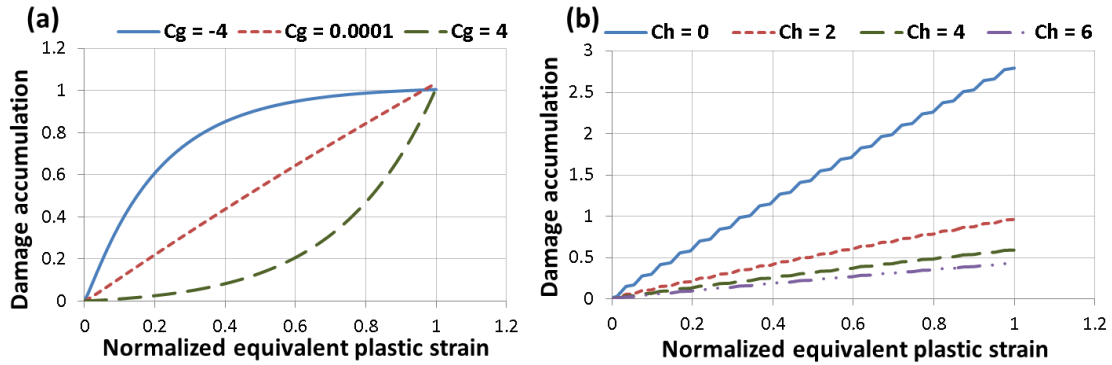 (a)
Cg = -4 Cg = 0.0001 Cg = 4
1.2
1
0.8
0.6
0.4
0.2
0
0 0.2 0.4 0.6 0.8 1 1.2
Damage accumulation
Normalized equivalent plastic strain
(b)
Ch = 0 Ch = 2 Ch = 4 Ch = 6
3
2.5
2
1.5
1
0.5
0
0 0.2 0.4 0.6 0.8 1 1.2
Damage accumulation
Normalized equivalent plastic strain